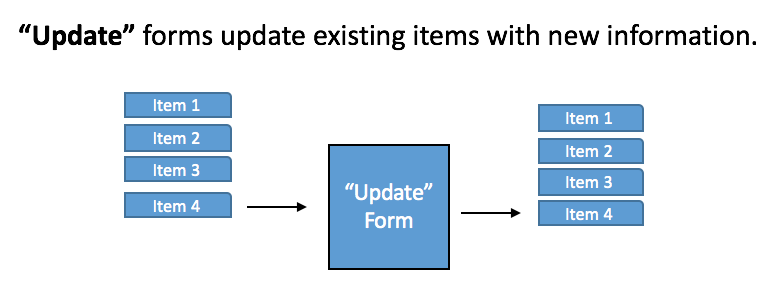 “Update” forms update existing items with new information.
Item 1
Item 2
Item 3
Item 4
“Update”
Form
Item 1
Item 2
Item 3
Item 4